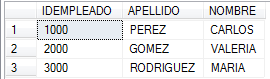 IDEMPLEADO APELLIDO NOMBRE
1 1000 PEREZ CARLOS
2 2000 GOMEZ VALERIA
3 3000 RODRIGUEZ MARIA